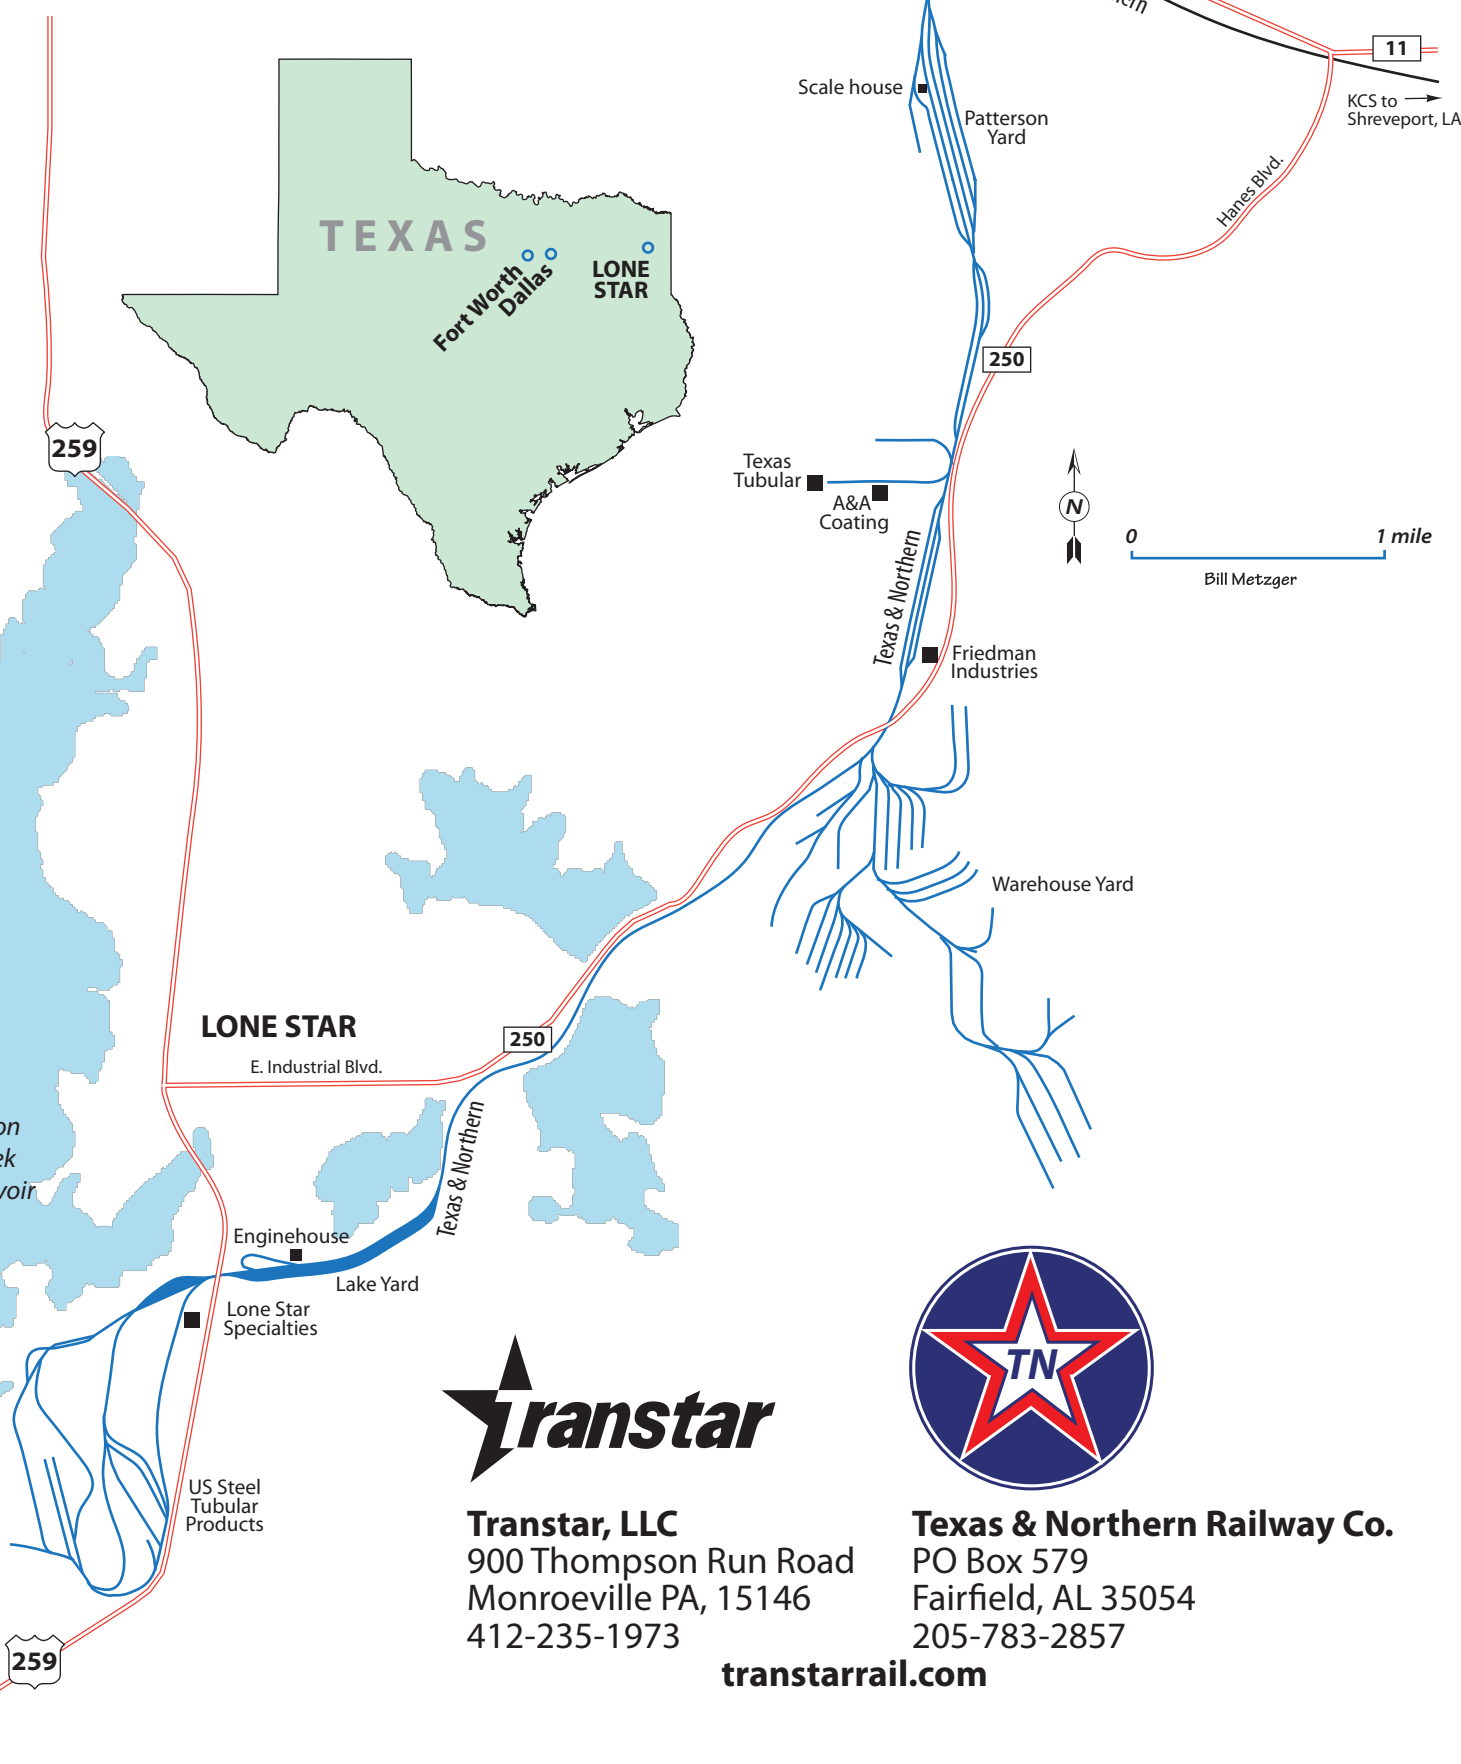 11
KCS to
Shreveport, LA
Scale house
Patterson
Yard
Hanes Blvd.
TEXAS
Fort Worth
Dallas
LONE
STAR
250
259
Texas
Tubular
A&A
Coating
N
0
1 mile
Bill Metzger
Texas & Northern
Friedman
Industries
Warehouse Yard
LONE STAR
250
E. Industrial Blvd.
Texas & Northern
Enginehouse
Lake Yard
Lone Star
Specialties
US Steel
Tubular
Products
259
Transtar
TN
Transtar, LLC
900 Thompson Run Road
Monroeville PA, 15146
412-235-1973
Texas & Northern Railway Co.
PO Box 579
Fairfield, AL 35054
205-783-2857
transtarrail.com